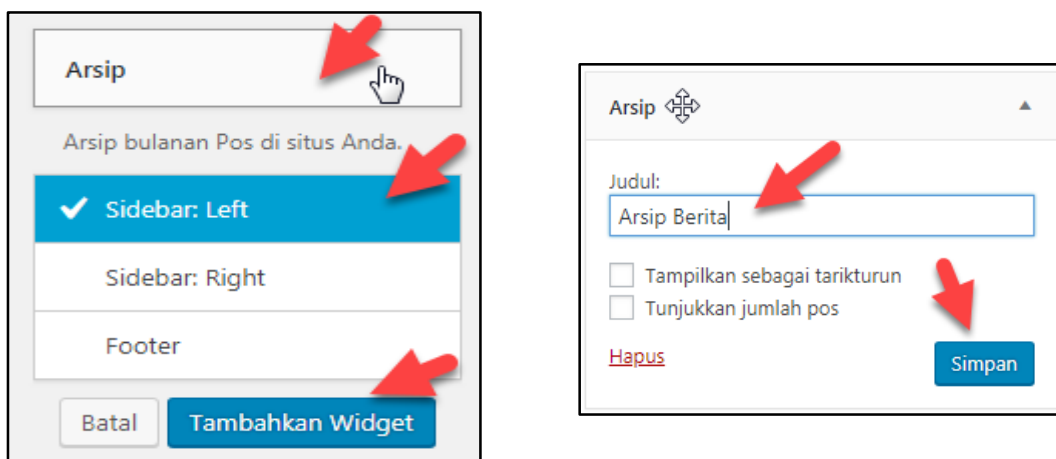 Arsip
Arsip bulanan Pos di situs Anda.
Sidebar: Left
Sidebar: Right
Footer
Batal
Tambahkan Widget
Arsip
Judul:
Arsip Berita
Tampilkan sebagai tarikturun
Tunjukkan jumlah pos
Hapus
Simpan